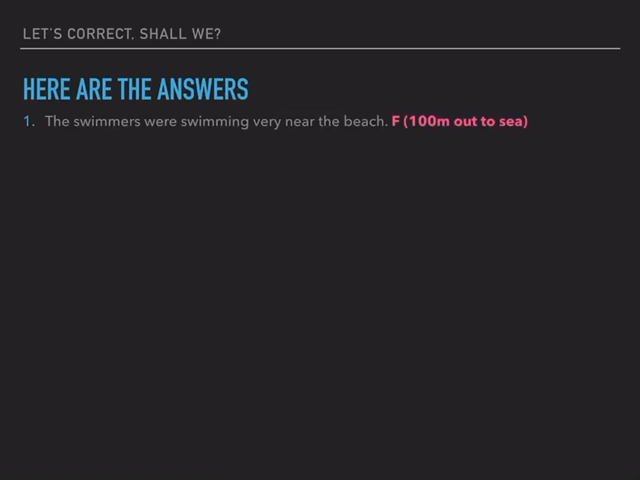 LET'S CORRECT, SHALL WE?
HERE ARE THE ANSWERS
1. The swimmers were swimming very near the beach. F (100m out to sea)